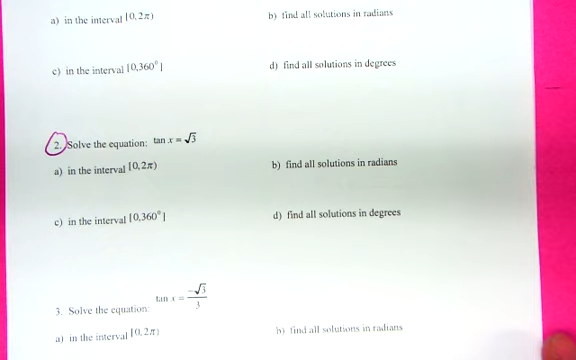 a) in the interval [0, 2π)    b) find all solutions in radians
c) in the interval [0,360°]    d) find all solutions in degrees
2. Solve the equation: tan x = √3
a) in the interval [0, 2π)    b) find all solutions in radians
c) in the interval [0,360°]    d) find all solutions in degrees
3. Solve the equation: tan x = -√3/3
a) in the interval [0, 2π)    b) find all solutions in radians